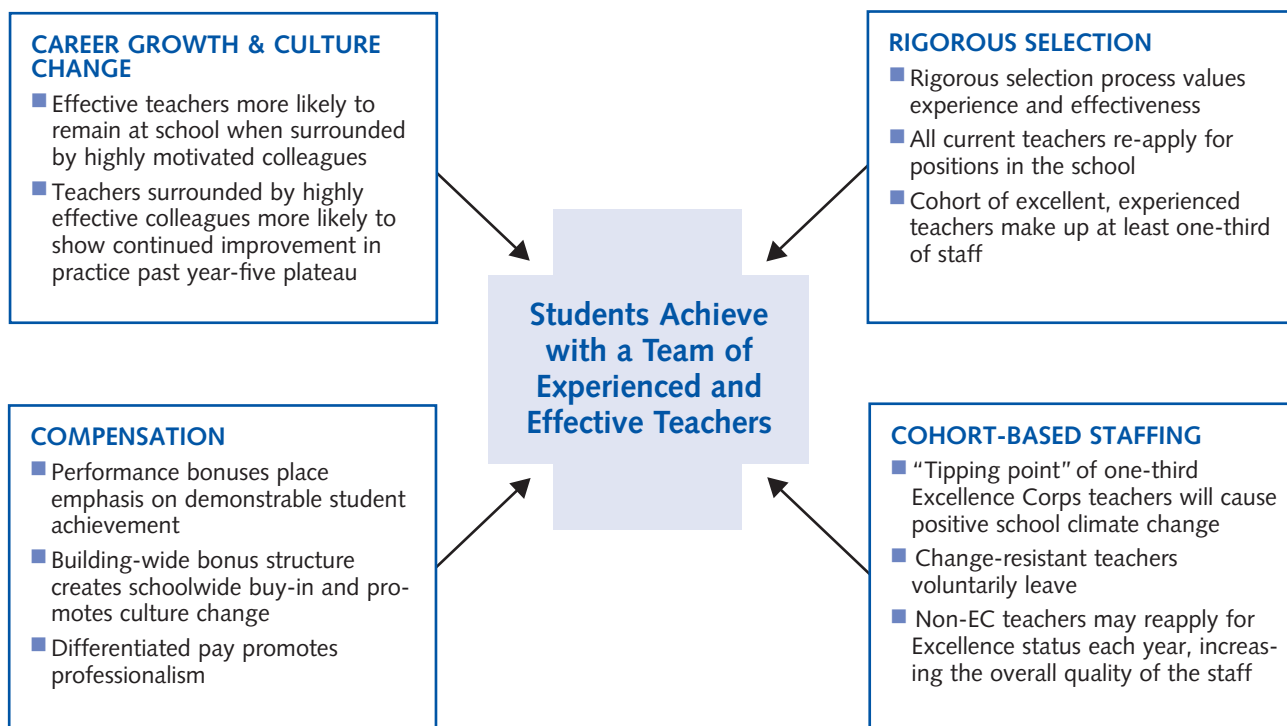 CAREER GROWTH & CULTURE
CHANGE
Effective teachers more likely to
remain at school when surrounded
by highly motivated colleagues
Teachers surrounded by highly
effective colleagues more likely to
show continued improvement in
practice past year-five plateau
RIGOROUS SELECTION
Rigorous selection process values
experience and effectiveness
All current teachers re-apply for
positions in the school
Cohort of excellent, experienced
teachers make up at least one-third
of staff
Students Achieve
with a Team of
Experienced and
Effective Teachers
COMPENSATION
Performance bonuses place
emphasis on demonstrable student
achievement
Building-wide bonus structure
creates schoolwide buy-in and pro-
motes culture change
Differentiated pay promotes
professionalism
COHORT-BASED STAFFING
“Tipping point” of one-third
Excellence Corps teachers will cause
positive school climate change
Change-resistant teachers
voluntarily leave
Non-EC teachers may reapply for
Excellence status each year, increas-
ing the overall quality of the staff